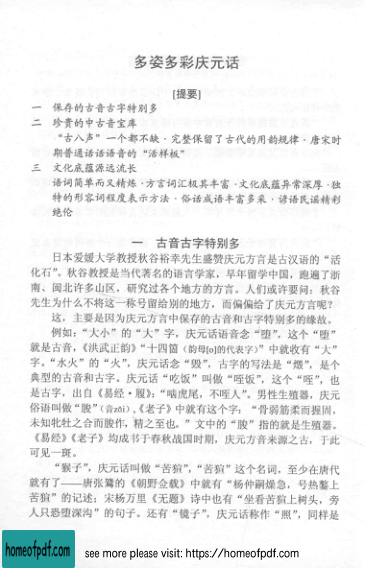 多姿多彩庆元话
[提要]
一 保存的古音古字特别多
二 珍贵的中古音宝库
“古八声”一个都不缺·完整保留了古代的用韵规律·唐宋时
期普通话话语音的“活样板”
三 文化底蕴源远流长
语词简单而又精炼·方言词汇极其丰富·文化底蕴异常深厚·独
特的形容词程度表示方法·俗话成语丰富多采·谚语民谣精彩
绝伦
一 古音古字特别多
日本爱媛大学教授秋谷裕幸先生盛赞庆元方言是古汉语的“活
化石”。秋谷教授是当代著名的语言学家，早年留学中国，跑遍了浙
南、闽北许多山区，研究过各个地方的方言。人们或许要问：秋谷
先生为什么不将这一称号留给别的地方，而偏偏给了庆元方言呢？
这，主要是因为庆元方言中保存的古音和古字特别多的缘故。
例如：“大小”的“大”字，庆元话语音念“堕”，这个“堕”
就是古音，《洪武正韵》“十四箇（韵母[o]的代表字）”中就收有“大”
字。“水火”的“火”，庆元话念“毁”，古字的写法是“煨”，是个
典型的古音和古字。庆元话“吃饭”叫做“咥饭”，这个“咥”，也
是古字，出自《易经·履》：“啮虎尾，不咥人”。男性生殖器，庆元
俗语叫做“朘”（音zōi），《老子》中就有这个字，“骨弱筋柔而握固，
未知牝牡之合而朘作，精之至也。”文中的“朘”指的就是生殖器。
《易经》《老子》均成书于春秋战国时期，庆元方音来源之古，于此
可见一斑。
“猴子”，庆元话叫做“苦獶”，“苦獶”这个名词，至少在唐代
就有了——唐张鷟的《朝野佥载》中就有“杨仲嗣燥急，号热鏊上
苦獶”的记述；宋杨万里《无题》诗中也有“坐看苦獶上树头，旁
人只恐堕深沟”的句子。还有“镜子”，庆元话称作“照”，同样是
homeofpdf.com
see more please visit: https://homeofpdf.com